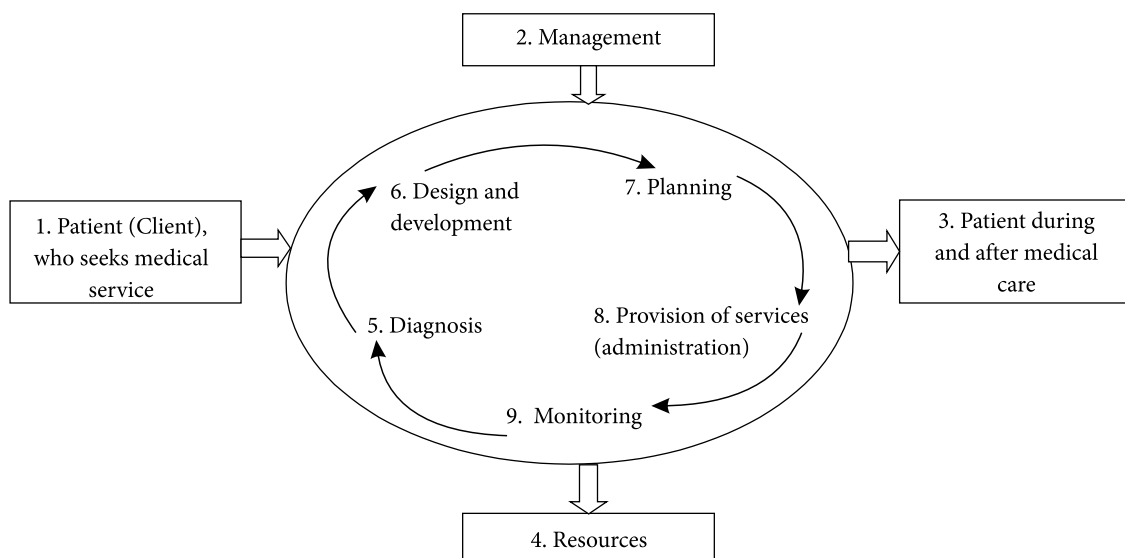 2. Management
6. Design and
development
7. Planning
1. Patient (Client),
who seeks medical
service
3. Patient during
and after medical
care
5. Diagnosis
8. Provision of services
(administration)
9. Monitoring
4. Resources